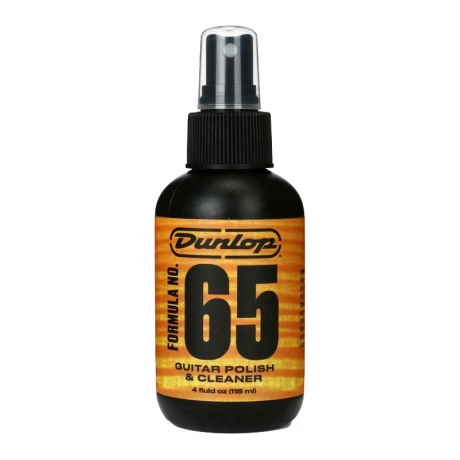 Dunlop
FORMULA NO.
65
GUITAR POLISH
& CLEANER
4 fluid oz (118 ml)